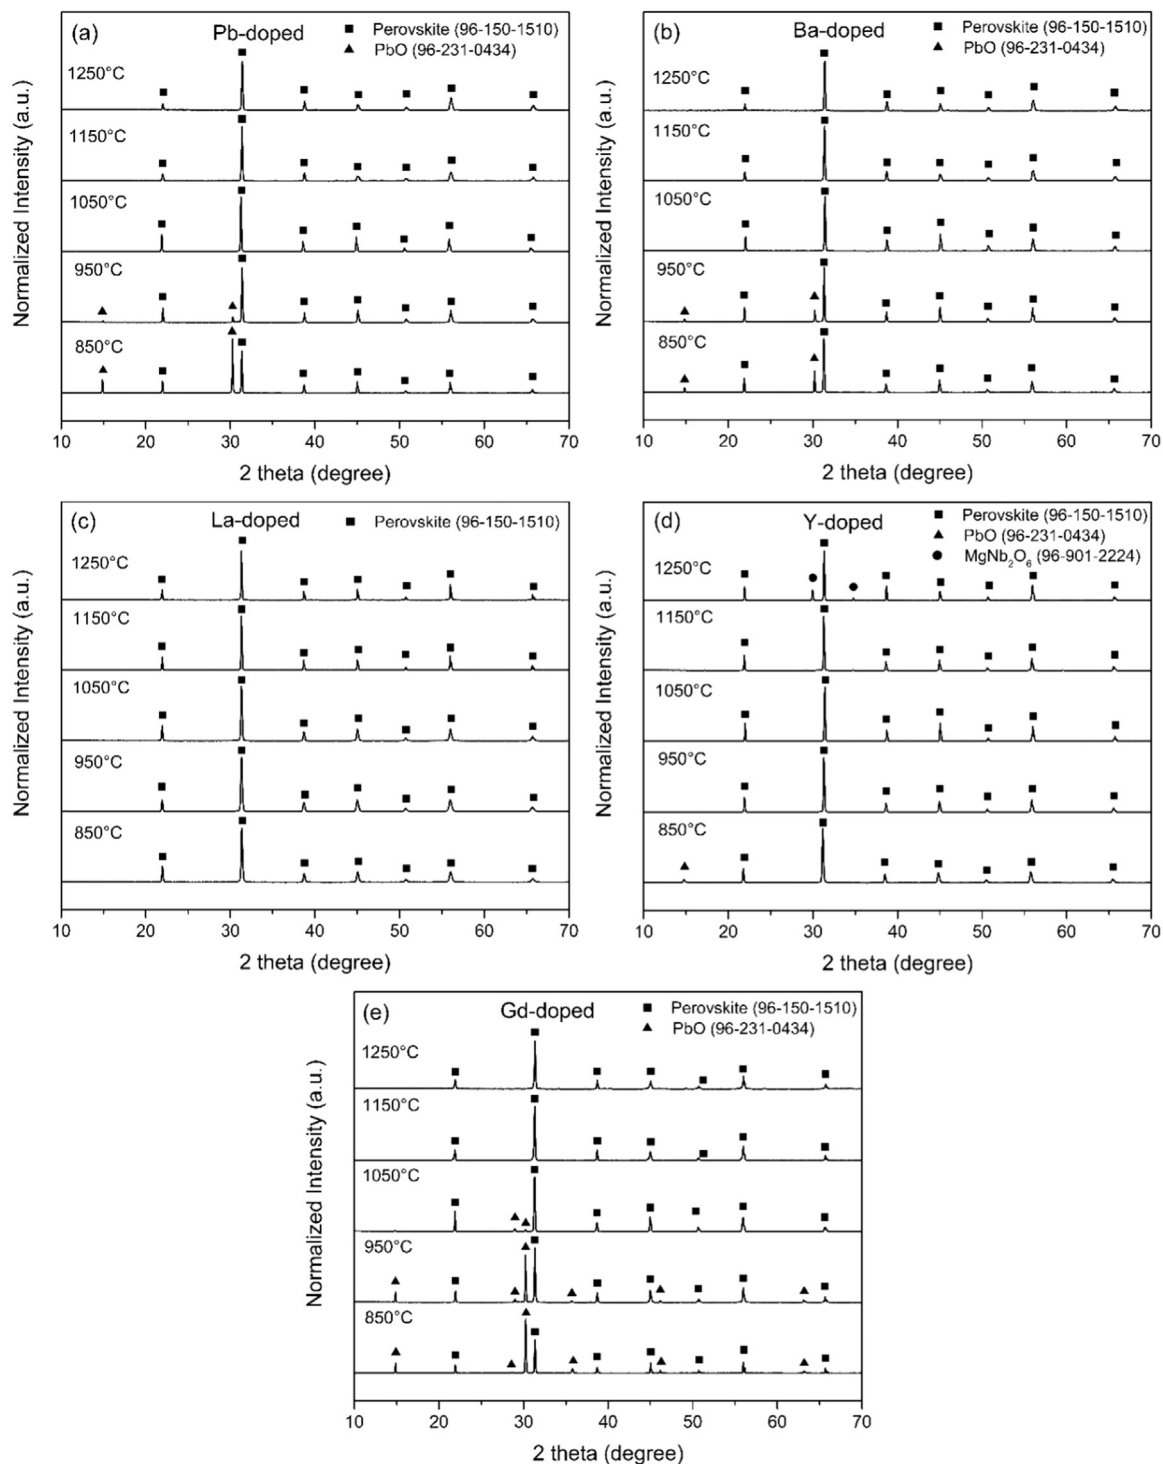 (a)
Pb-doped
■ Perovskite (96-150-1510)
▲ PbO (96-231-0434)
1250°C
1150°C
1050°C
950°C
850°C
Normalized Intensity (a.u.)
10 20 30 40 50 60 70
2 theta (degree)
(b)
Ba-doped
■ Perovskite (96-150-1510)
▲ PbO (96-231-0434)
1250°C
1150°C
1050°C
950°C
850°C
Normalized Intensity (a.u.)
10 20 30 40 50 60 70
2 theta (degree)
(c)
La-doped
■ Perovskite (96-150-1510)
1250°C
1150°C
1050°C
950°C
850°C
Normalized Intensity (a.u.)
10 20 30 40 50 60 70
2 theta (degree)
(d)
Y-doped
■ Perovskite (96-150-1510)
▲ PbO (96-231-0434)
● MgNb₂O₆ (96-901-2224)
1250°C
1150°C
1050°C
950°C
850°C
Normalized Intensity (a.u.)
10 20 30 40 50 60 70
2 theta (degree)
(e)
Gd-doped
■ Perovskite (96-150-1510)
▲ PbO (96-231-0434)
1250°C
1150°C
1050°C
950°C
850°C
Normalized Intensity (a.u.)
10 20 30 40 50 60 70
2 theta (degree)